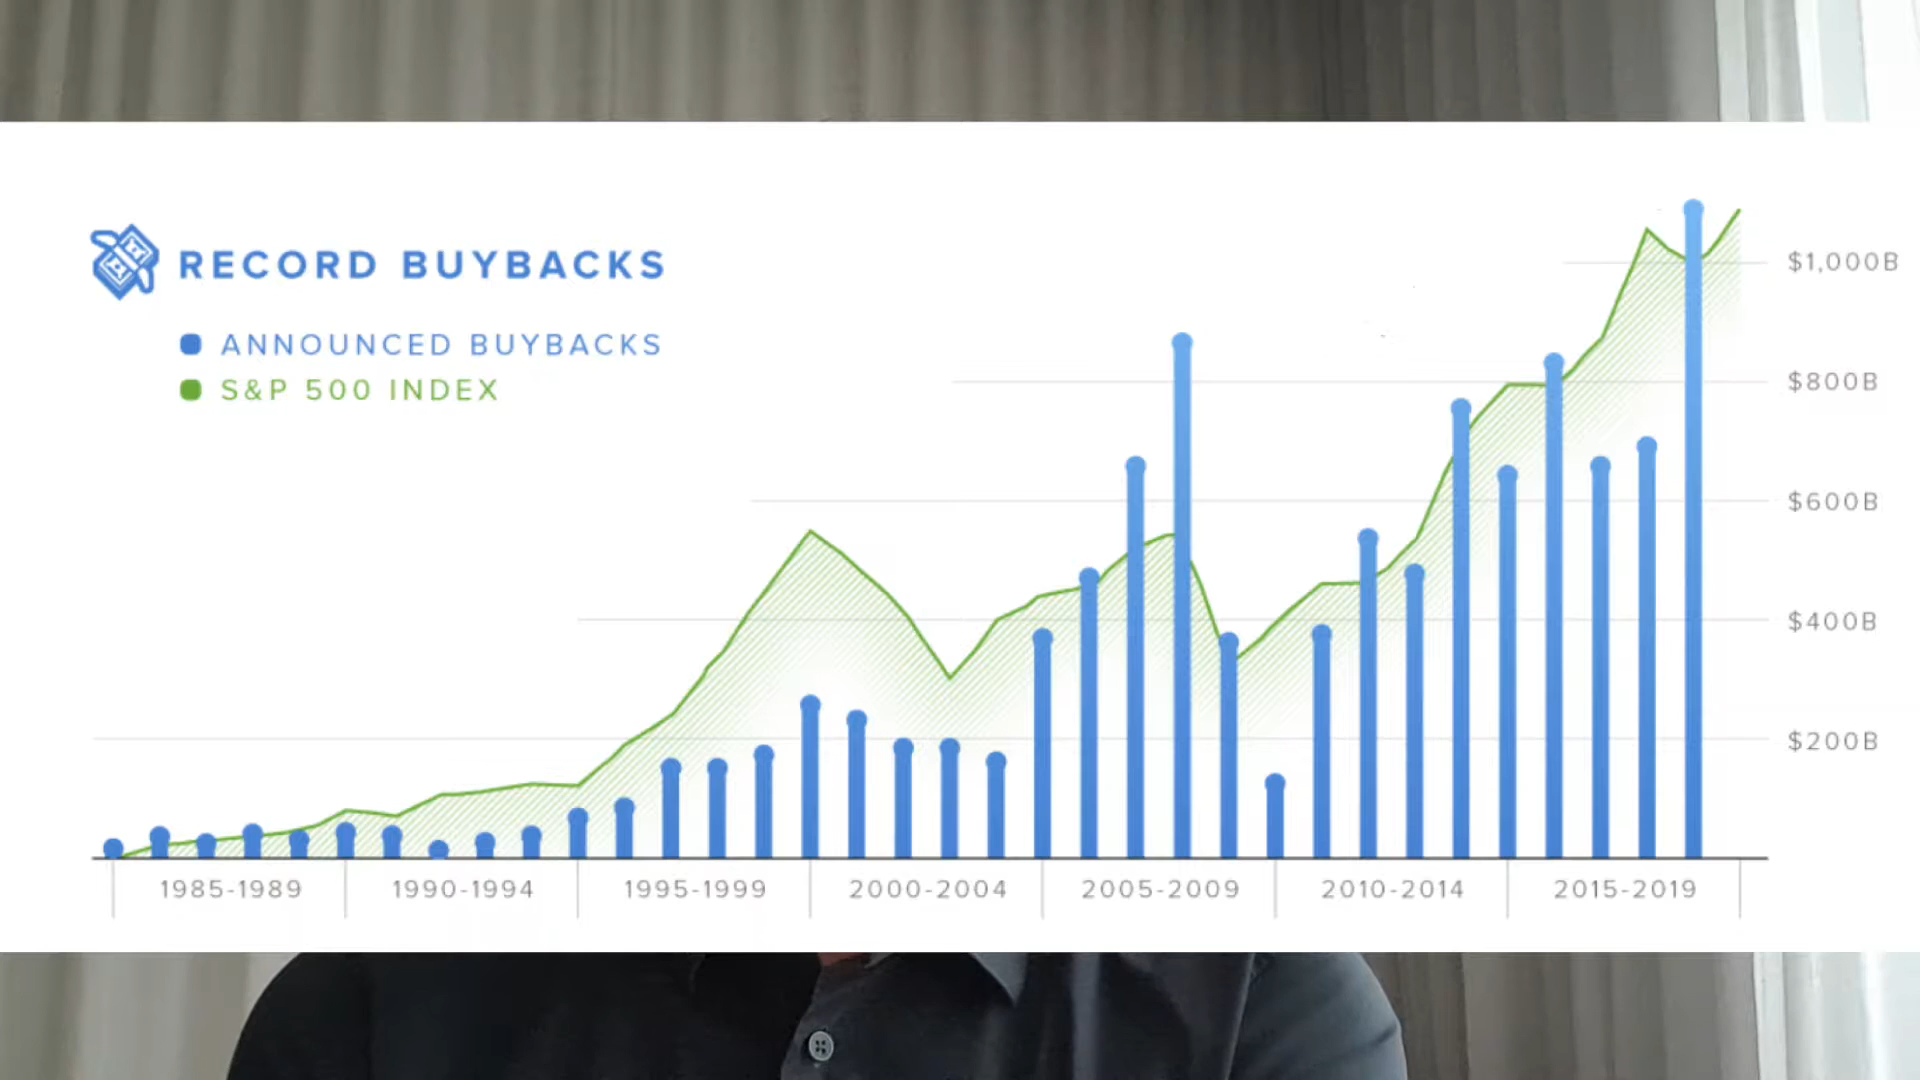 RECORD BUYBACKS
ANNOUNCED BUYBACKS
S&P 500 INDEX
$1,000B
$800B
$600B
$400B
$200B
1985-1989 1990-1994 1995-1999 2000-2004 2005-2009 2010-2014 2015-2019